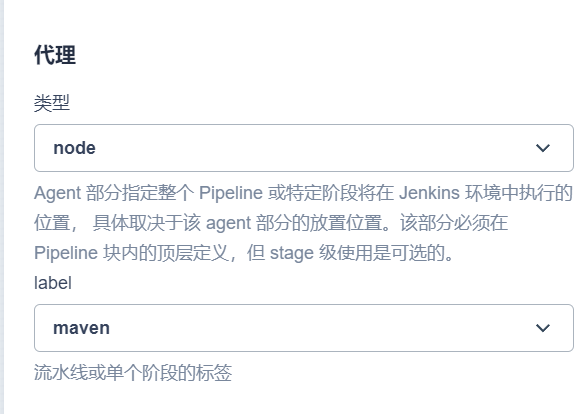 代理
类型
node
Agent 部分指定整个 Pipeline 或特定阶段将在 Jenkins 环境中执行的
位置， 具体取决于该 agent 部分的放置位置。该部分必须在
Pipeline 块内的顶层定义，但 stage 级使用是可选的。
label
maven
流水线或单个阶段的标签